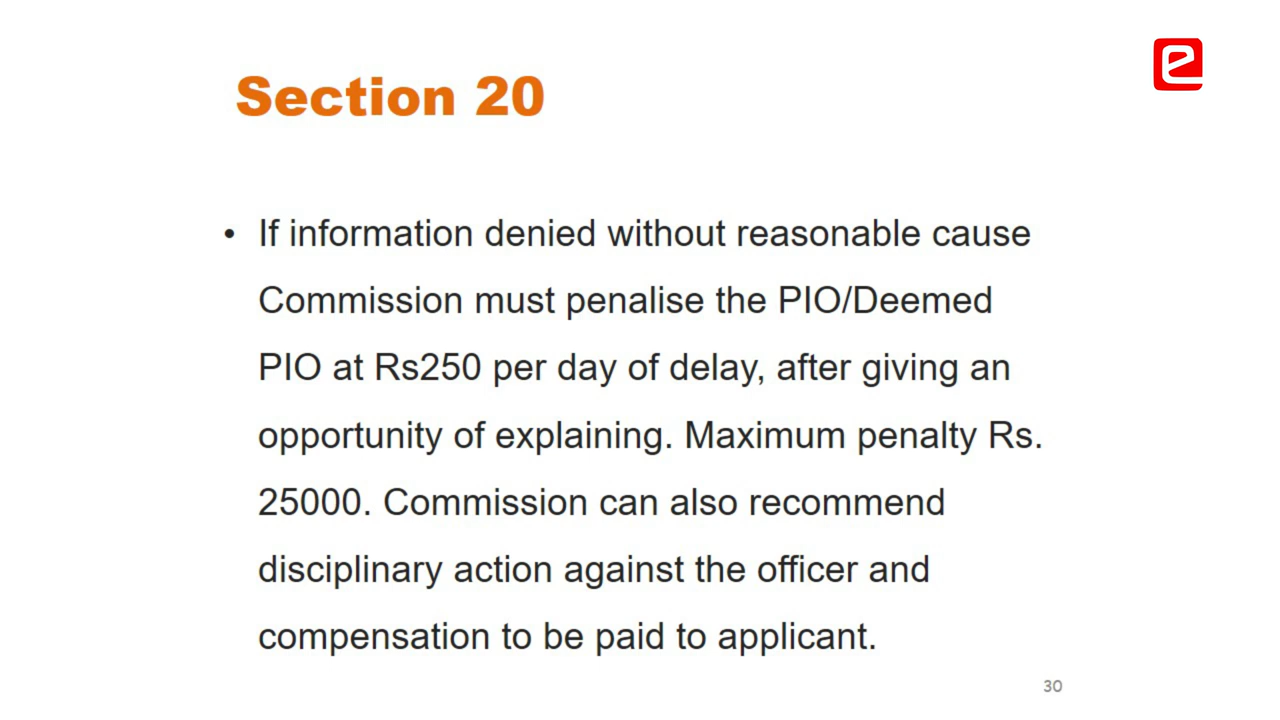 Section 20
• If information denied without reasonable cause
Commission must penalise the PIO/Deemed
PIO at Rs250 per day of delay, after giving an
opportunity of explaining. Maximum penalty Rs.
25000. Commission can also recommend
disciplinary action against the officer and
compensation to be paid to applicant.
30